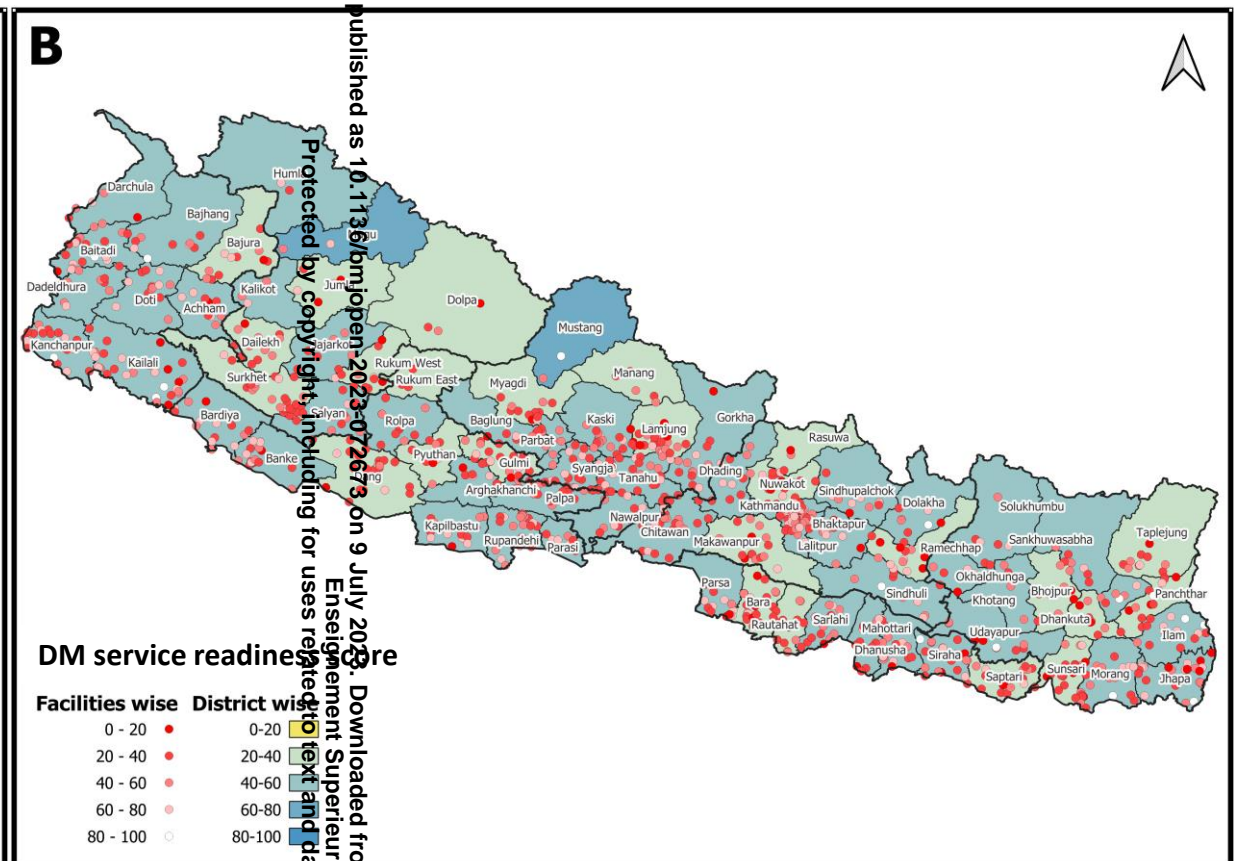 B
published as 10.1136/bmjopen-2023-072673 on 9 July 2023. Downloaded fro
Protected by copyright, including for uses related to text and da
Enseignement Superieur
Darchula
Humla
Bajhang
Bajura
Baitadi
Dadeldhura
Doti
Achham
Kalikot
Jumla
Dolpa
Mustang
Kanchanpur
Kailali
Dailekh
Jajarkot
Surkhet
Rukum West
Rukum East
Myagdi
Manang
Bardiya
Salyan
Rolpa
Baglung
Kaski
Lamjung
Gorkha
Rasuwa
Banke
Pyuthan
Parbat
Gulmi
Syangja
Tanahu
Dhading
Nuwakot
Sindhupalchok
Dolakha
Arghakhanchi
Palpa
Kathmandu
Bhaktapur
Solukhumbu
Sankhuwasabha
Taplejung
Kapilbastu
Rupandehi
Parasi
Nawalpur
Chitawan
Makawanpur
Lalitpur
Ramechhap
Okhaldhunga
Bhojpur
Panchthar
Parsa
Bara
Rautahat
Sarlahi
Sindhuli
Khotang
Dhankuta
Mahottari
Udayapur
Ilam
Dhanusha
Siraha
Saptari
Sunsari
Morang
Jhapa
DM service readiness score
Facilities wise District wise
0 - 20 0-20
20 - 40 20-40
40 - 60 40-60
60 - 80 60-80
80 - 100 80-100